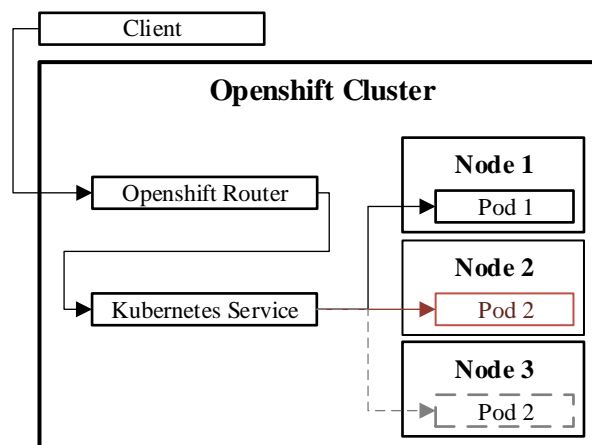 Client
Openshift Cluster
Node 1
Openshift Router
Pod 1
Node 2
Kubernetes Service
Pod 2
Node 3
Pod 2